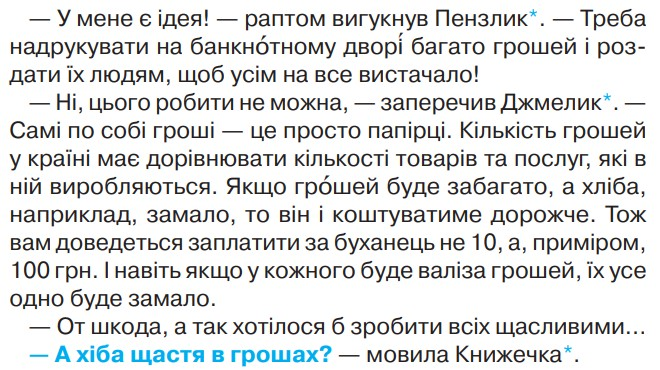 — У мене є ідея! — раптом вигукнув Пензлик*. — Треба
надрукувати на банкно́тному дворі́ багато грошей і роз-
дати їх людям, щоб усім на все вистачало!
— Ні, цього робити не можна, — заперечив Джмелик*. —
Самі по собі гроші — це просто папірці. Кількість грошей
у країні має дорівнювати кількості товарів та послуг, які в
ній виробляються. Якщо гро́шей буде забагато, а хліба,
наприклад, замало, то він і коштуватиме дорожче. Тож
вам доведеться заплатити за буханець не 10, а, приміром,
100 грн. І навіть якщо у кожного буде валіза грошей, їх усе
одно буде замало.
— От шкода, а так хотілося б зробити всіх щасливими...
— А хіба щастя в грошах? — мовила Книжечка*.